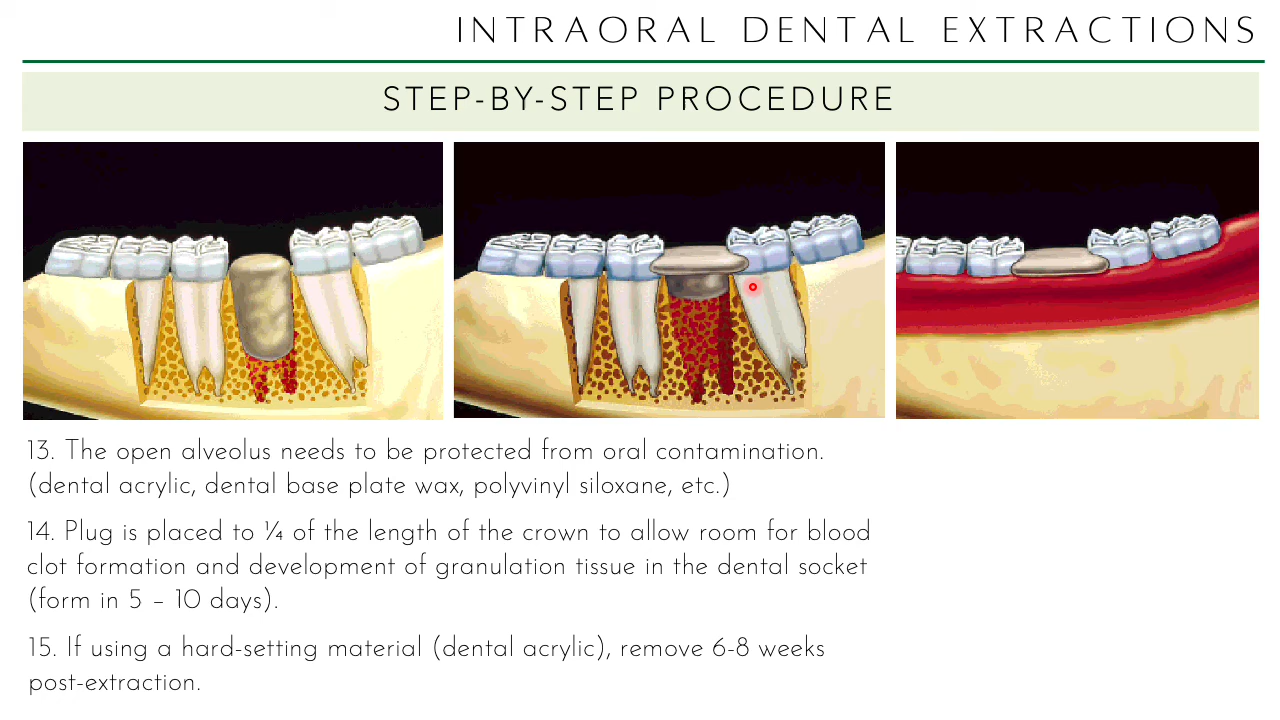 INTRAORAL DENTAL EXTRACTIONS
STEP-BY-STEP PROCEDURE
13. The open alveolus needs to be protected from oral contamination.
(dental acrylic, dental base plate wax, polyvinyl siloxane, etc.)
14. Plug is placed to ¼ of the length of the crown to allow room for blood
clot formation and development of granulation tissue in the dental socket
(form in 5 – 10 days).
15. If using a hard-setting material (dental acrylic), remove 6-8 weeks
post-extraction.